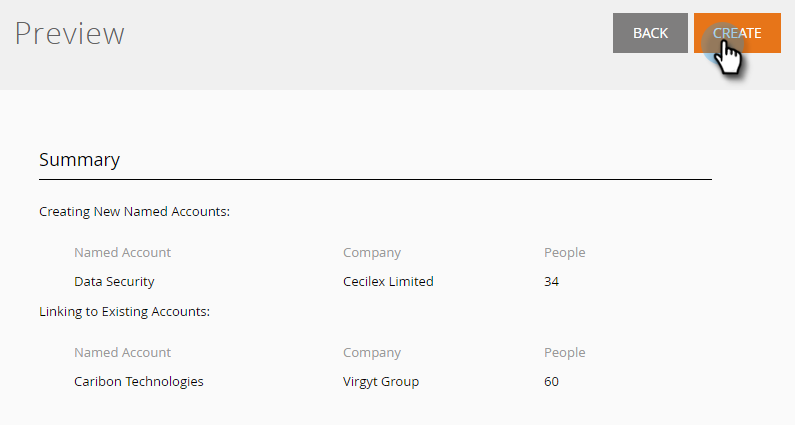 Preview
BACK CREATE
Summary
Creating New Named Accounts:
Named Account Company People
Data Security Cecilex Limited 34
Linking to Existing Accounts:
Named Account Company People
Caribon Technologies Virgyt Group 60